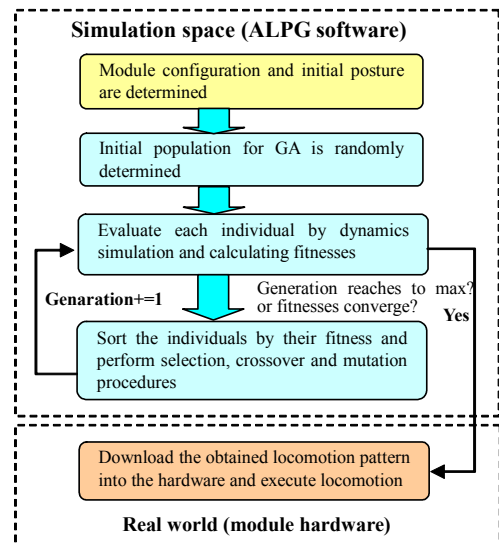 Simulation space (ALPG software)
Module configuration and initial posture
are determined
Initial population for GA is randomly
determined
Evaluate each individual by dynamics
simulation and calculating fitnesses
Genaration+=1
Generation reaches to max?
or fitnesses converge?
Yes
Sort the individuals by their fitness and
perform selection, crossover and mutation
procedures
Download the obtained locomotion pattern
into the hardware and execute locomotion
Real world (module hardware)